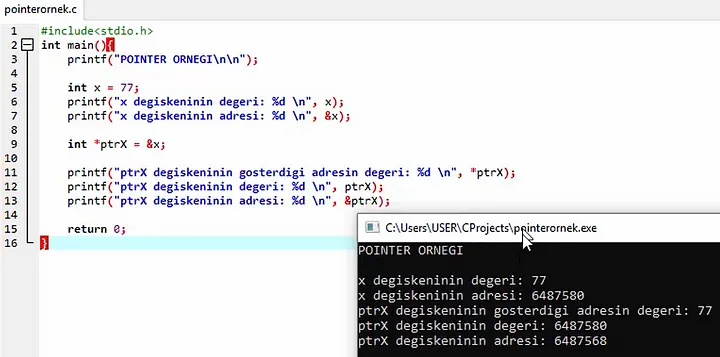 pointerornek.c
1 #include<stdio.h>
2 int main(){
3 printf("POINTER ORNEGI\n\n");
4
5 int x = 77;
6 printf("x degiskeninin degeri: %d \n", x);
7 printf("x degiskeninin adresi: %d \n", &x);
8
9 int *ptrX = &x;
10
11 printf("ptrX degiskeninin gosterdigi adresin degeri: %d \n", *ptrX);
12 printf("ptrX degiskeninin degeri: %d \n", ptrX);
13 printf("ptrX degiskeninin adresi: %d \n", &ptrX);
14
15 return 0;
16 }
C:\Users\USER\CProjects\pointerornek.exe
POINTER ORNEGI
x degiskeninin degeri: 77
x degiskeninin adresi: 6487580
ptrX degiskeninin gosterdigi adresin degeri: 77
ptrX degiskeninin degeri: 6487580
ptrX degiskeninin adresi: 6487568